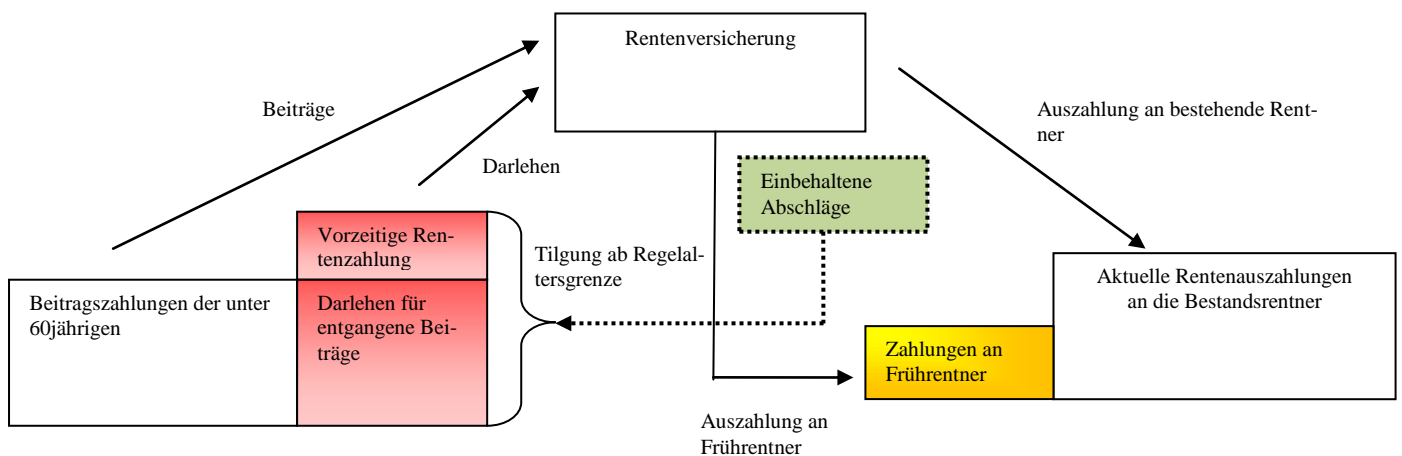 Rentenversicherung
Beiträge
Auszahlung an bestehende Rent-
ner
Darlehen
Einbehaltene
Abschläge
Vorzeitige Ren-
tenzahlung
Tilgung ab Regelal-
tersgrenze
Aktuelle Rentenauszahlungen
an die Bestandsrentner
Beitragszahlungen der unter
60jährigen
Darlehen für
entgangene Bei-
träge
Zahlungen an
Frührentner
Auszahlung an
Frührentner